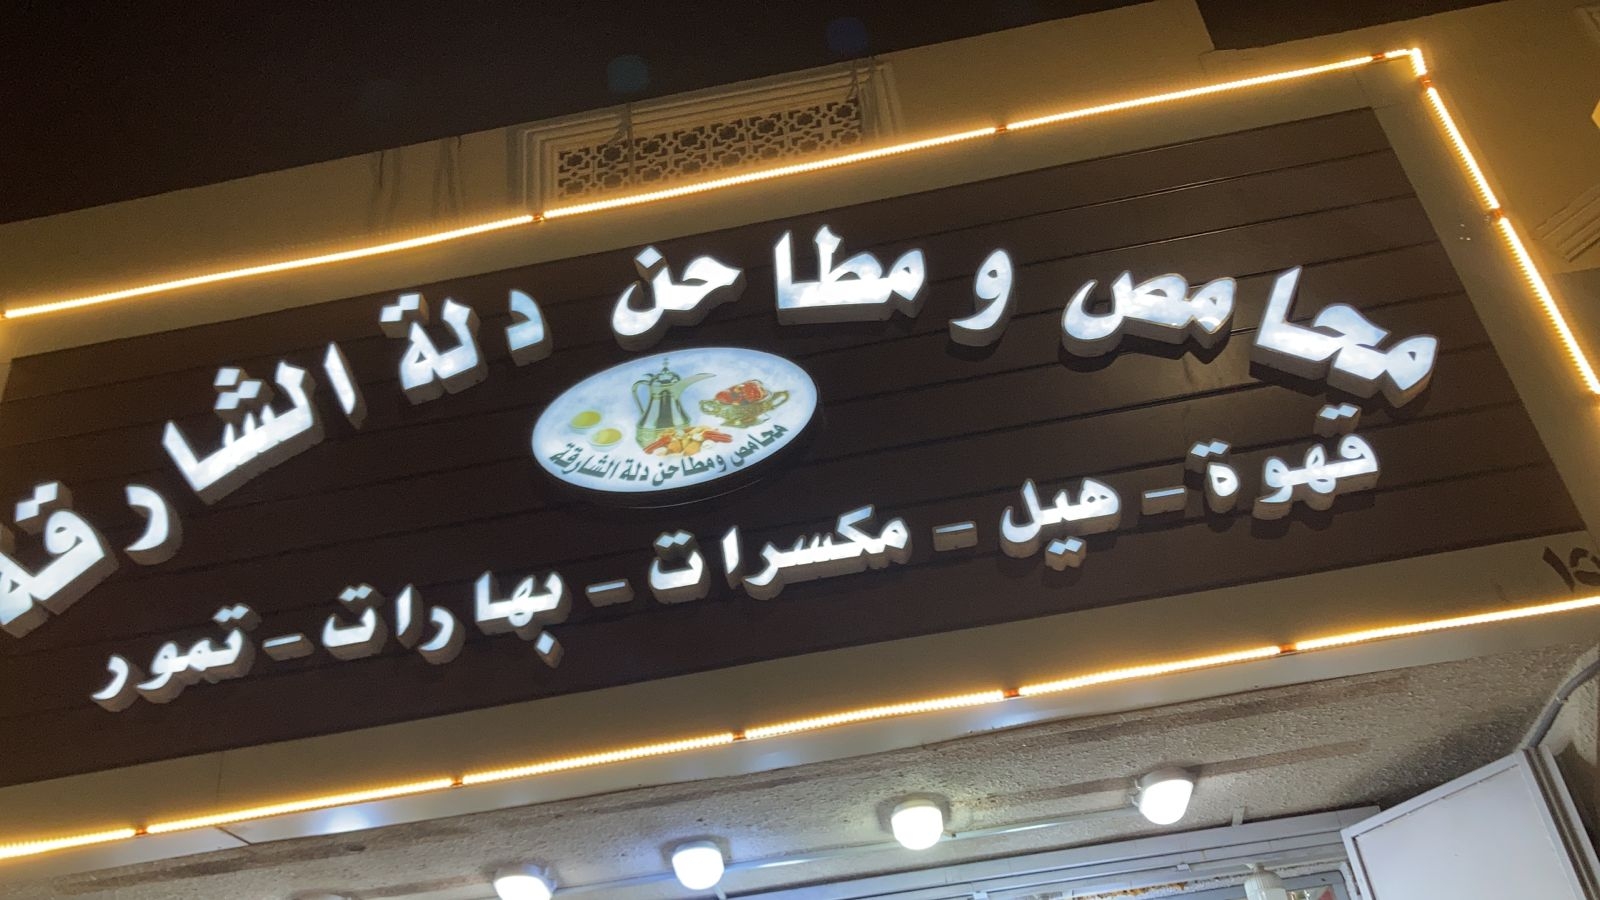 محامص و مطاحن دلة الشارقة
محامص ومطاحن دلة الشارقة
قهوة - هيل - مكسرات - بهارات - تمور